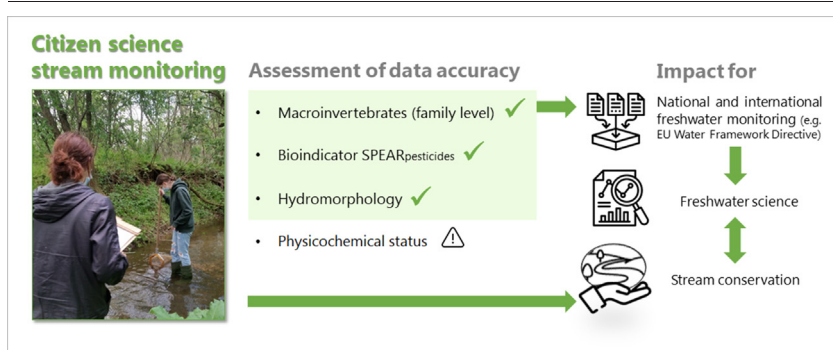 Citizen science
stream monitoring
Assessment of data accuracy
• Macroinvertebrates (family level)
• Bioindicator SPEARpesticides
• Hydromorphology
• Physicochemical status
Impact for
National and international
freshwater monitoring (e.g.
EU Water Framework Directive)
Freshwater science
Stream conservation